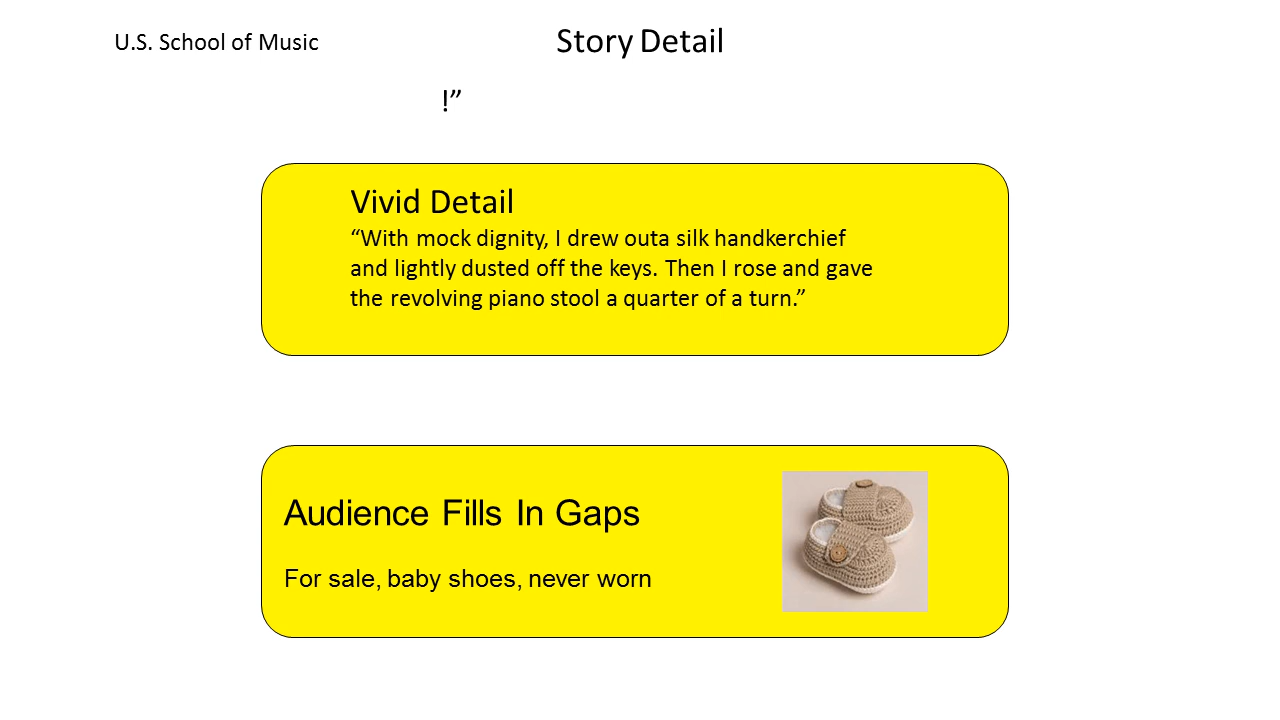 U.S. School of Music
Story Detail
!”
Vivid Detail
“With mock dignity, I drew outa silk handkerchief
and lightly dusted off the keys. Then I rose and gave
the revolving piano stool a quarter of a turn.”
Audience Fills In Gaps
For sale, baby shoes, never worn